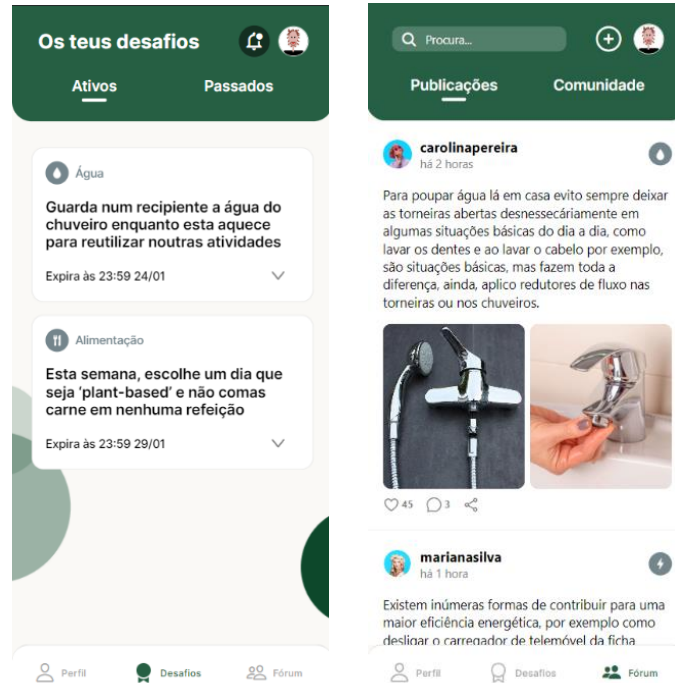 Os teus desafios
Ativos
Passados
Água
Guarda num recipiente a água do
chuveiro enquanto esta aquece
para reutilizar noutras atividades
Expira às 23:59 24/01
Alimentação
Esta semana, escolhe um dia que
seja ‘plant-based’ e não comas
carne em nenhuma refeição
Expira às 23:59 29/01
Perfil
Desafios
Fórum
Procura...
Publicações
Comunidade
carolinapereira
há 2 horas
Para poupar água lá em casa evito sempre deixar
as torneiras abertas desnessecáriamente em
algumas situações básicas do dia a dia, como
lavar os dentes e ao lavar o cabelo por exemplo,
são situações básicas, mas fazem toda a
diferença, ainda, aplico redutores de fluxo nas
torneiras ou nos chuveiros.
45
3
marianasilva
há 1 hora
Existem inúmeras formas de contribuir para uma
maior eficiência energética, por exemplo como
desligar o carregador de telemóvel da ficha
Perfil
Desafios
Fórum